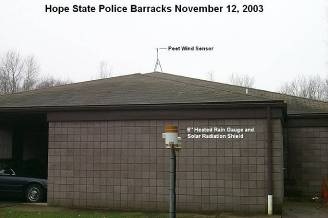 Hope State Police Barracks November 12, 2003
Peet Wind Sensor
8" Heated Rain Gauge and
Solar Radiation Shield